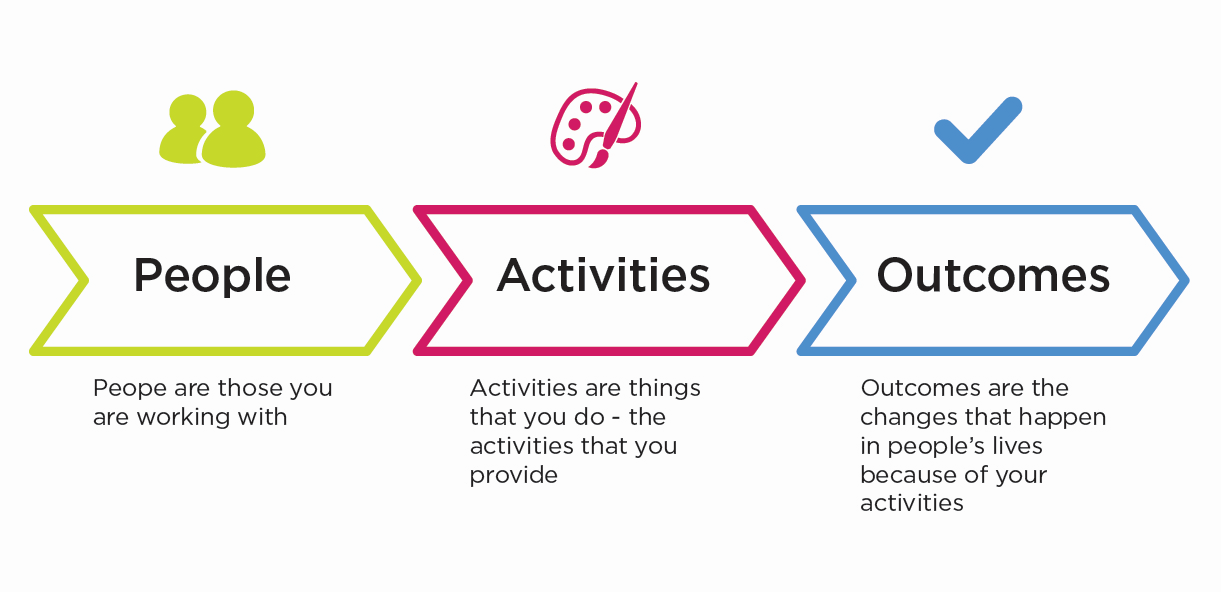 People
Activities
Outcomes
Peope are those you
are working with
Activities are things
that you do - the
activities that you
provide
Outcomes are the
changes that happen
in people’s lives
because of your
activities